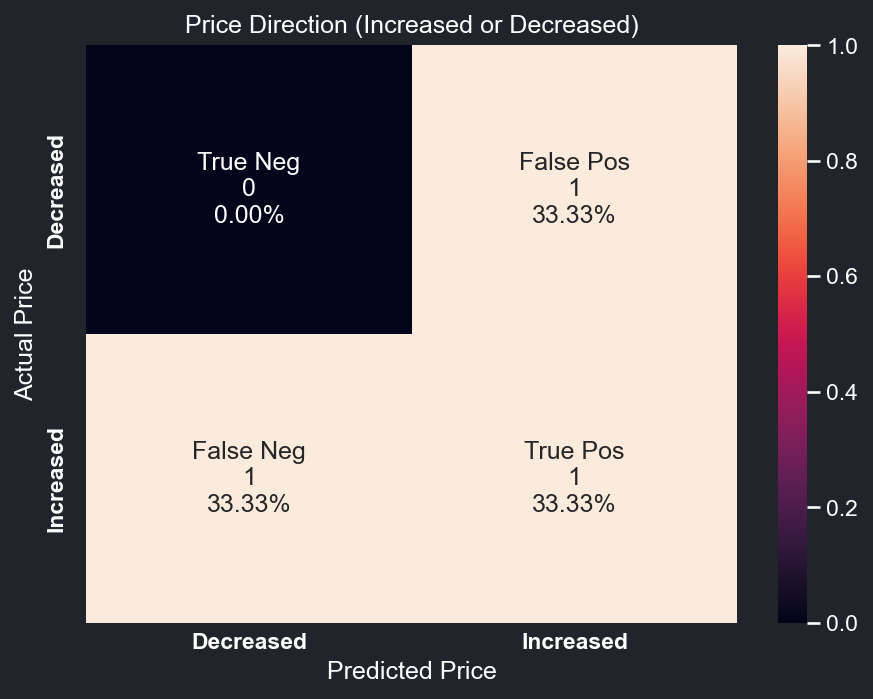 Price Direction (Increased or Decreased)
Actual Price
Decreased
Increased
True Neg
0
0.00%
False Pos
1
33.33%
False Neg
1
33.33%
True Pos
1
33.33%
Decreased
Increased
Predicted Price
1.0
0.8
0.6
0.4
0.2
0.0